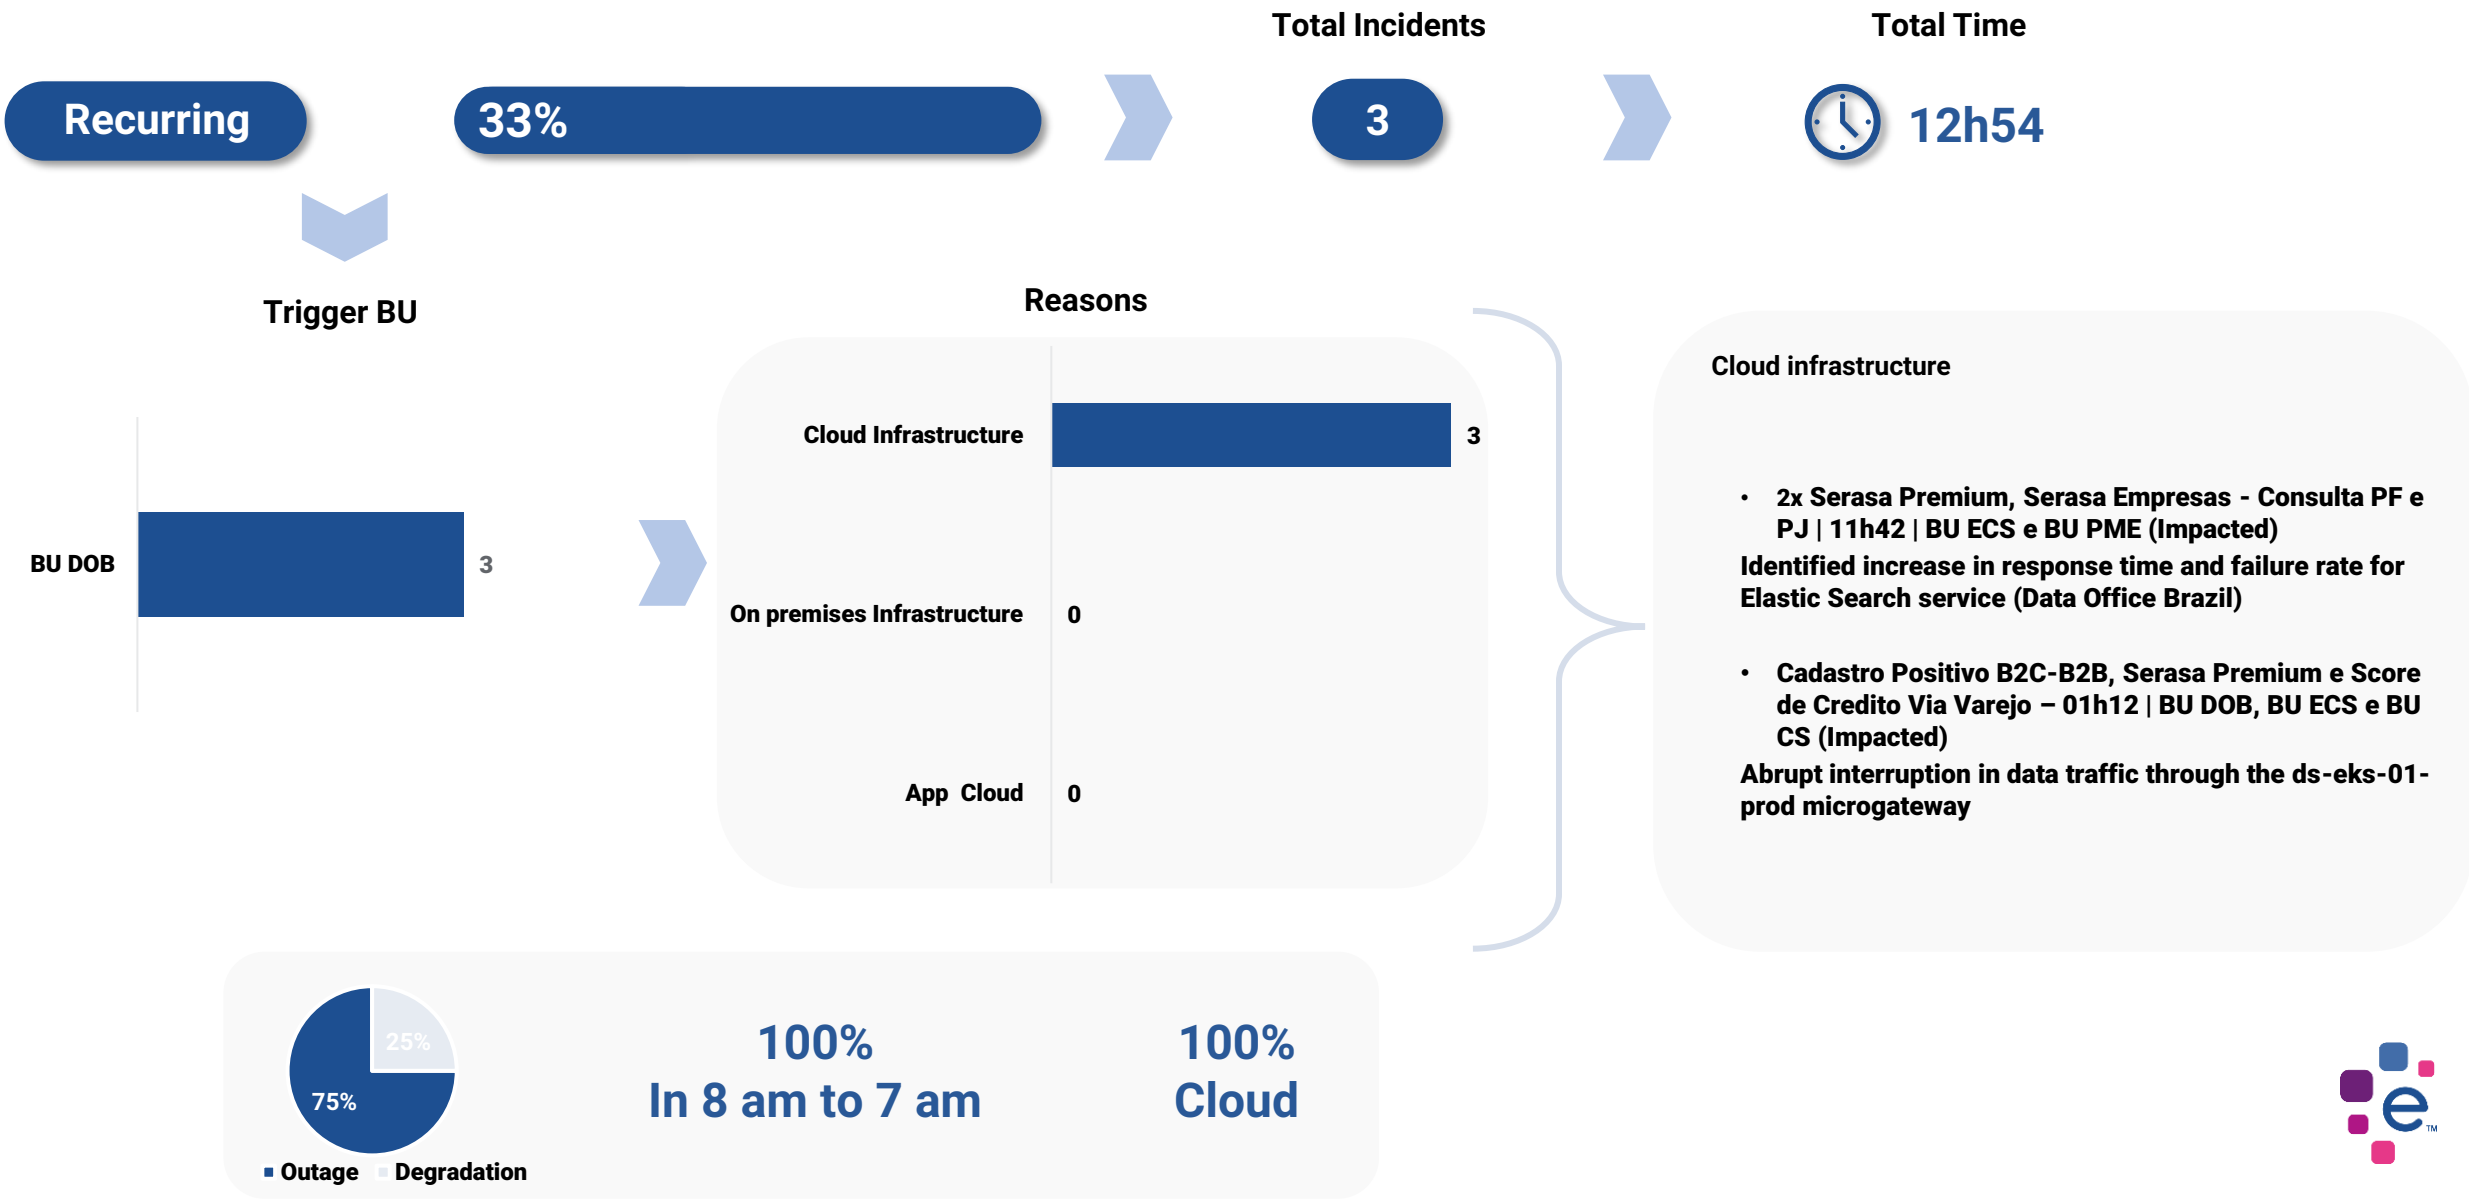 Total Incidents
Total Time
Recurring
33%
3
12h54
Trigger BU
Reasons
BU DOB
3
Cloud Infrastructure
3
On premises Infrastructure
0
App  Cloud
0
Cloud infrastructure
• 2x Serasa Premium, Serasa Empresas - Consulta PF e
PJ | 11h42 | BU ECS e BU PME (Impacted)
Identified increase in response time and failure rate for
Elastic Search service (Data Office Brazil)
• Cadastro Positivo B2C-B2B, Serasa Premium e Score
de Credito Via Varejo – 01h12 | BU DOB, BU ECS e BU
CS (Impacted)
Abrupt interruption in data traffic through the ds-eks-01-
prod microgateway
25%
75%
Outage
Degradation
100%
In 8 am to 7 am
100%
Cloud
e
TM